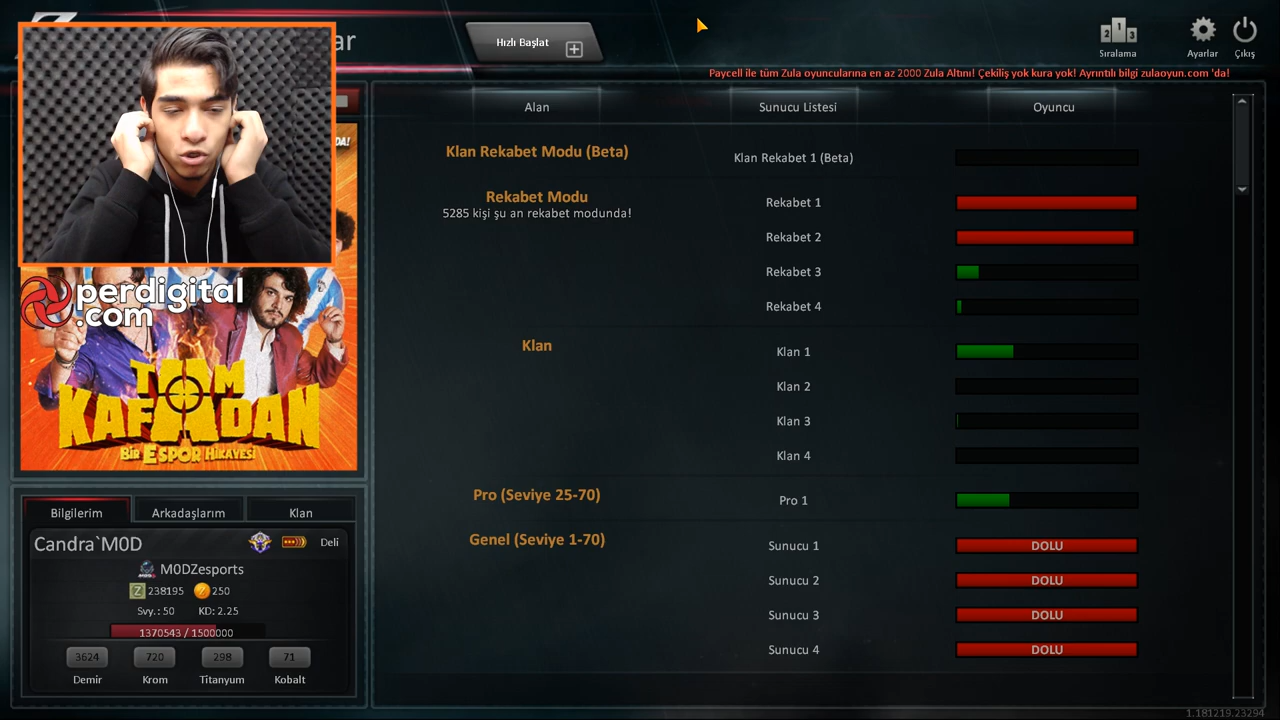 ar
Hızlı Başlat
Sıralama
Ayarlar
Çıkış
Paycell ile tüm Zula oyuncularına en az 2000 Zula Altını! Çekiliş yok kura yok! Ayrıntılı bilgi zulaoyun.com 'da!
Alan
Sunucu Listesi
Oyuncu
DA!
Klan Rekabet Modu (Beta)
Klan Rekabet 1 (Beta)
Rekabet Modu
5285 kişi şu an rekabet modunda!
Rekabet 1
Rekabet 2
Rekabet 3
Rekabet 4
Klan
Klan 1
Klan 2
Klan 3
Klan 4
Pro (Seviye 25-70)
Pro 1
Genel (Seviye 1-70)
Sunucu 1
DOLU
Sunucu 2
DOLU
Sunucu 3
DOLU
Sunucu 4
DOLU
perdigital
.com
TAM
KAFADAN
BİR ESPOR HİKAYESİ
Bilgilerim
Arkadaşlarım
Klan
Candra`M0D
Deli
M0DZesports
Z 238195 Z 250
Svy.: 50 KD: 2.25
1370543 / 1500000
3624 720 298 71
Demir Krom Titanyum Kobalt
1.181219.23294